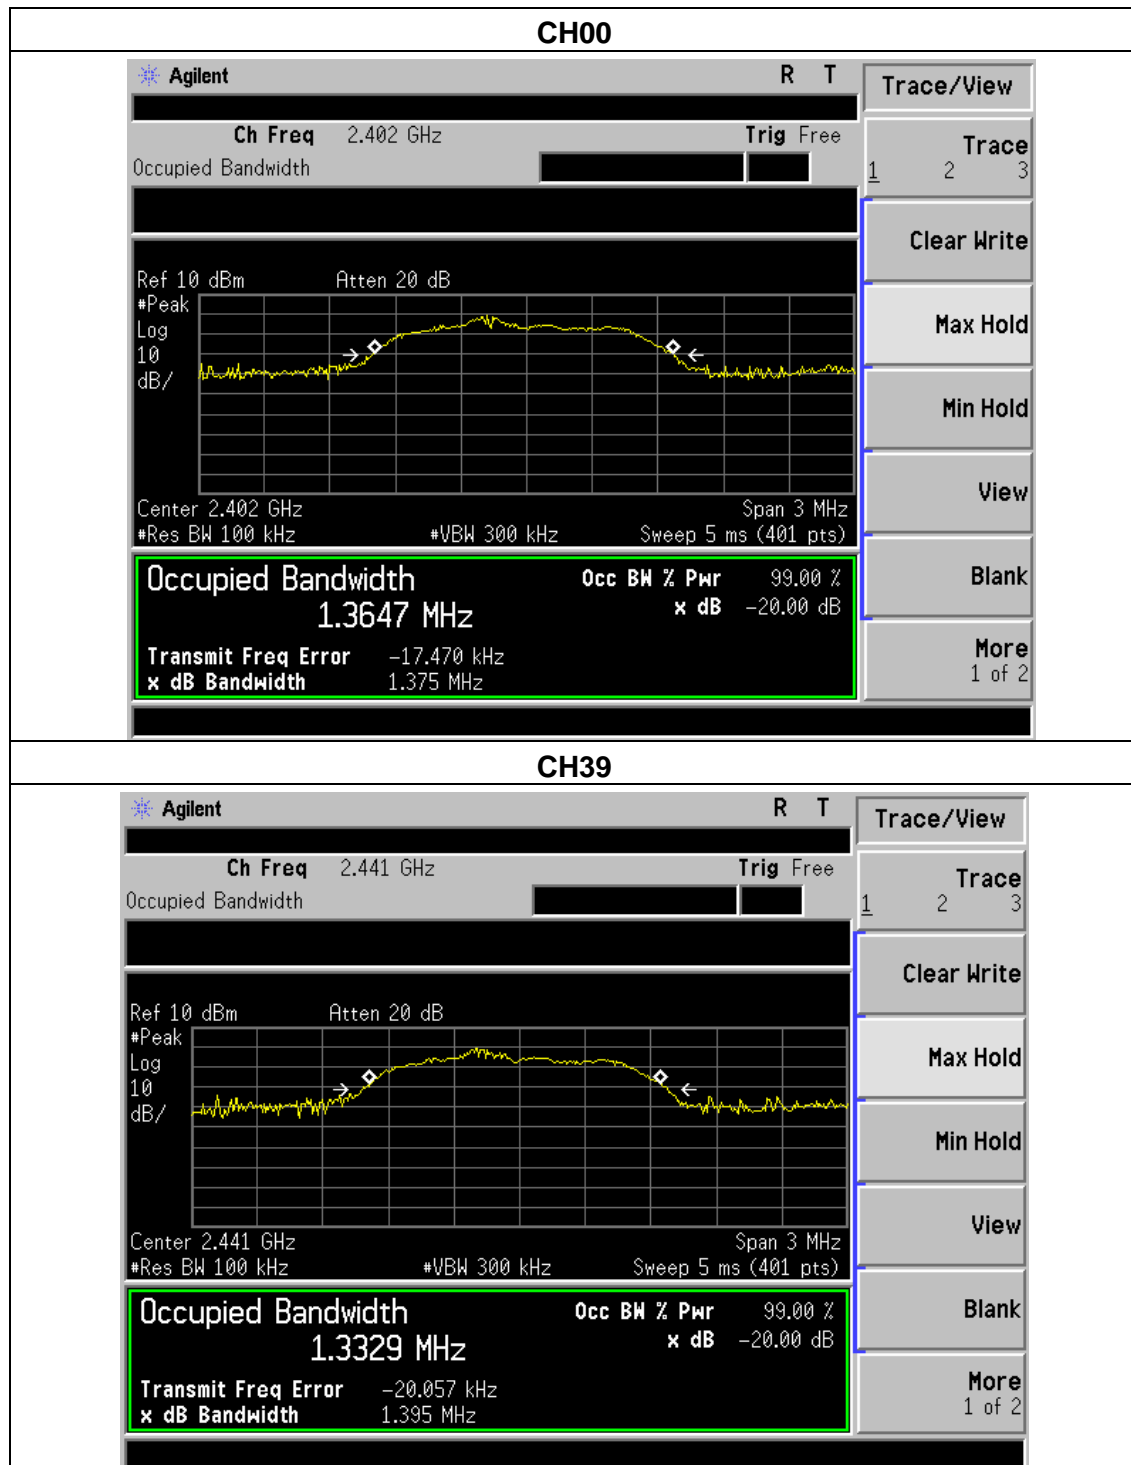 CH00
Agilent R T
Trace/View
Ch Freq 2.402 GHz Trig Free
Occupied Bandwidth
Trace
1 2 3
Clear Write
Ref 10 dBm Atten 20 dB
#Peak
Log
10
dB/
Max Hold
Min Hold
View
Center 2.402 GHz Span 3 MHz
#Res BW 100 kHz #VBW 300 kHz Sweep 5 ms (401 pts)
Occupied Bandwidth Occ BW % Pwr 99.00 %
1.3647 MHz x dB -20.00 dB
Blank
Transmit Freq Error -17.470 kHz
x dB Bandwidth 1.375 MHz
More
1 of 2
CH39
Agilent R T
Trace/View
Ch Freq 2.441 GHz Trig Free
Occupied Bandwidth
Trace
1 2 3
Clear Write
Ref 10 dBm Atten 20 dB
#Peak
Log
10
dB/
Max Hold
Min Hold
View
Center 2.441 GHz Span 3 MHz
#Res BW 100 kHz #VBW 300 kHz Sweep 5 ms (401 pts)
Occupied Bandwidth Occ BW % Pwr 99.00 %
1.3329 MHz x dB -20.00 dB
Blank
Transmit Freq Error -20.057 kHz
x dB Bandwidth 1.395 MHz
More
1 of 2